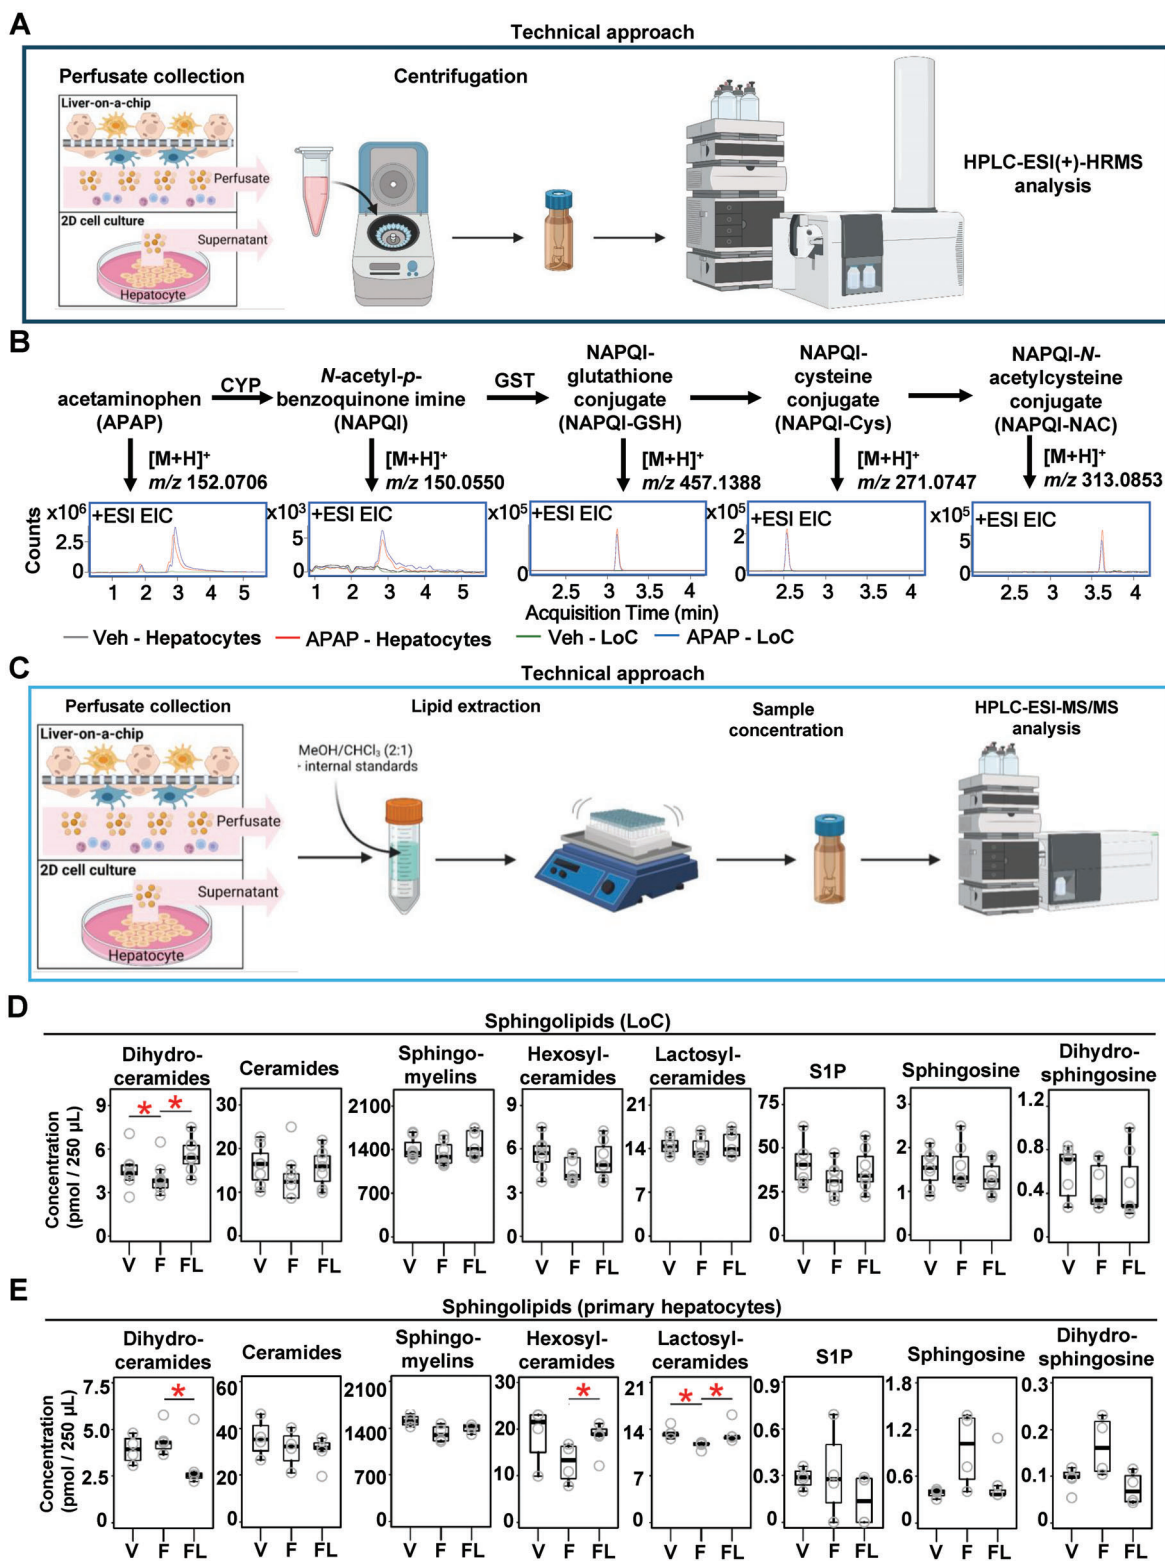 A
Technical approach
Perfusate collection
Centrifugation
Liver-on-a-chip
Perfusate
2D cell culture
Supernatant
Hepatocyte
HPLC-ESI(+)-HRMS
analysis
B
acetaminophen
(APAP)
CYP
N-acetyl-p-
benzoquinone imine
(NAPQI)
GST
NAPQI-
glutathione
conjugate
(NAPQI-GSH)
NAPQI-
cysteine
conjugate
(NAPQI-Cys)
NAPQI-N-
acetylcysteine
conjugate
(NAPQI-NAC)
[M+H]+
m/z 152.0706
[M+H]+
m/z 150.0550
[M+H]+
m/z 457.1388
[M+H]+
m/z 271.0747
[M+H]+
m/z 313.0853
Counts
x10⁶
+ESI EIC
2.5
0
1 2 3 4 5
x10³
+ESI EIC
5
0
1 2 3 4 5
x10⁵
+ESI EIC
0
2.5 3 3.5 4
x10⁵
+ESI EIC
2
0
2.5 3 3.5 4
x10⁵
+ESI EIC
5
0
2.5 3 3.5 4
Acquisition Time (min)
Veh - Hepatocytes APAP - Hepatocytes Veh - LoC APAP - LoC
C
Technical approach
Perfusate collection
Lipid extraction
Sample
concentration
HPLC-ESI-MS/MS
analysis
Liver-on-a-chip
Perfusate
2D cell culture
Supernatant
Hepatocyte
MeOH/CHCl₃ (2:1)
- internal standards
D
Sphingolipids (LoC)
Concentration
(pmol / 250 µL)
Dihydro-
ceramides
9
6
3
0
* *
V F FL
Ceramides
30
20
10
0
V F FL
Sphingo-
myelins
2100
1400
700
0
V F FL
Hexosyl-
ceramides
9
6
3
0
V F FL
Lactosyl-
ceramides
21
14
7
0
V F FL
S1P
75
50
25
0
V F FL
Sphingosine
3
2
1
0
V F FL
Dihydro-
sphingosine
1.2
0.8
0.4
0
V F FL
E
Sphingolipids (primary hepatocytes)
Concentration
(pmol / 250 µL)
Dihydro-
ceramides
7.5
5.0
2.5
0
*
V F FL
Ceramides
60
40
20
0
V F FL
Sphingo-
myelins
2100
1400
700
0
V F FL
Hexosyl-
ceramides
30
20
10
0
*
V F FL
Lactosyl-
ceramides
21
14
7
0
* *
V F FL
S1P
0.9
0.6
0.3
0
V F FL
Sphingosine
1.8
1.2
0.6
0
V F FL
Dihydro-
sphingosine
0.3
0.2
0.1
0
V F FL